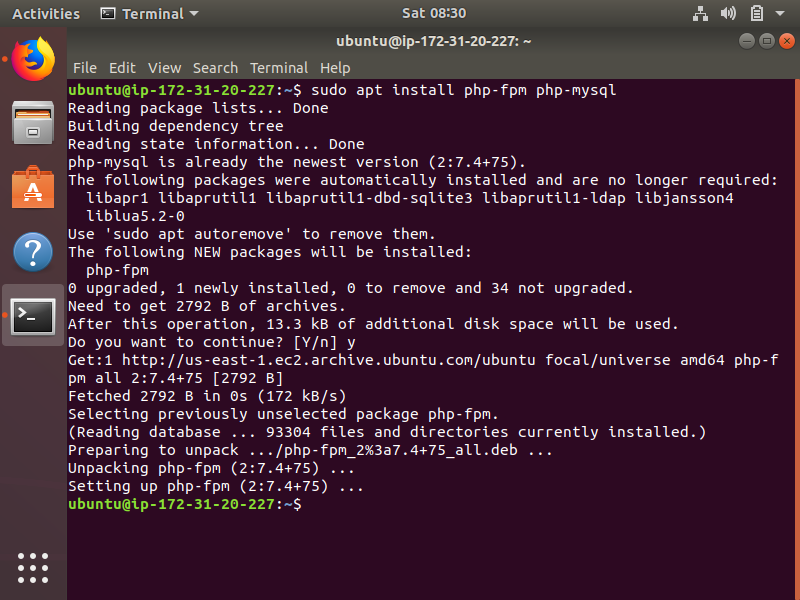 Activities Terminal Sat 08:30
ubuntu@ip-172-31-20-227: ~
File Edit View Search Terminal Help
ubuntu@ip-172-31-20-227:~$ sudo apt install php-fpm php-mysql
Reading package lists... Done
Building dependency tree
Reading state information... Done
php-mysql is already the newest version (2:7.4+75).
The following packages were automatically installed and are no longer required:
  libapr1 libaprutil1 libaprutil1-dbd-sqlite3 libaprutil1-ldap libjansson4
  liblua5.2-0
Use 'sudo apt autoremove' to remove them.
The following NEW packages will be installed:
  php-fpm
0 upgraded, 1 newly installed, 0 to remove and 34 not upgraded.
Need to get 2792 B of archives.
After this operation, 13.3 kB of additional disk space will be used.
Do you want to continue? [Y/n] y
Get:1 http://us-east-1.ec2.archive.ubuntu.com/ubuntu focal/universe amd64 php-f
pm all 2:7.4+75 [2792 B]
Fetched 2792 B in 0s (172 kB/s)
Selecting previously unselected package php-fpm.
(Reading database ... 93304 files and directories currently installed.)
Preparing to unpack .../php-fpm_2%3a7.4+75_all.deb ...
Unpacking php-fpm (2:7.4+75) ...
Setting up php-fpm (2:7.4+75) ...
ubuntu@ip-172-31-20-227:~$